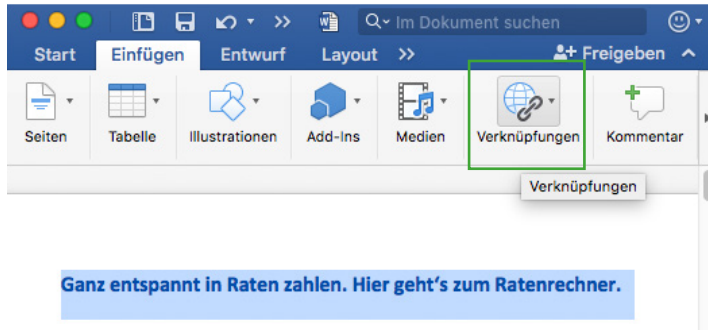 Im Dokument suchen
Start Einfügen Entwurf Layout >> Freigeben
Seiten Tabelle Illustrationen Add-Ins Medien Verknüpfungen Kommentar
Verknüpfungen
Ganz entspannt in Raten zahlen. Hier geht‘s zum Ratenrechner.